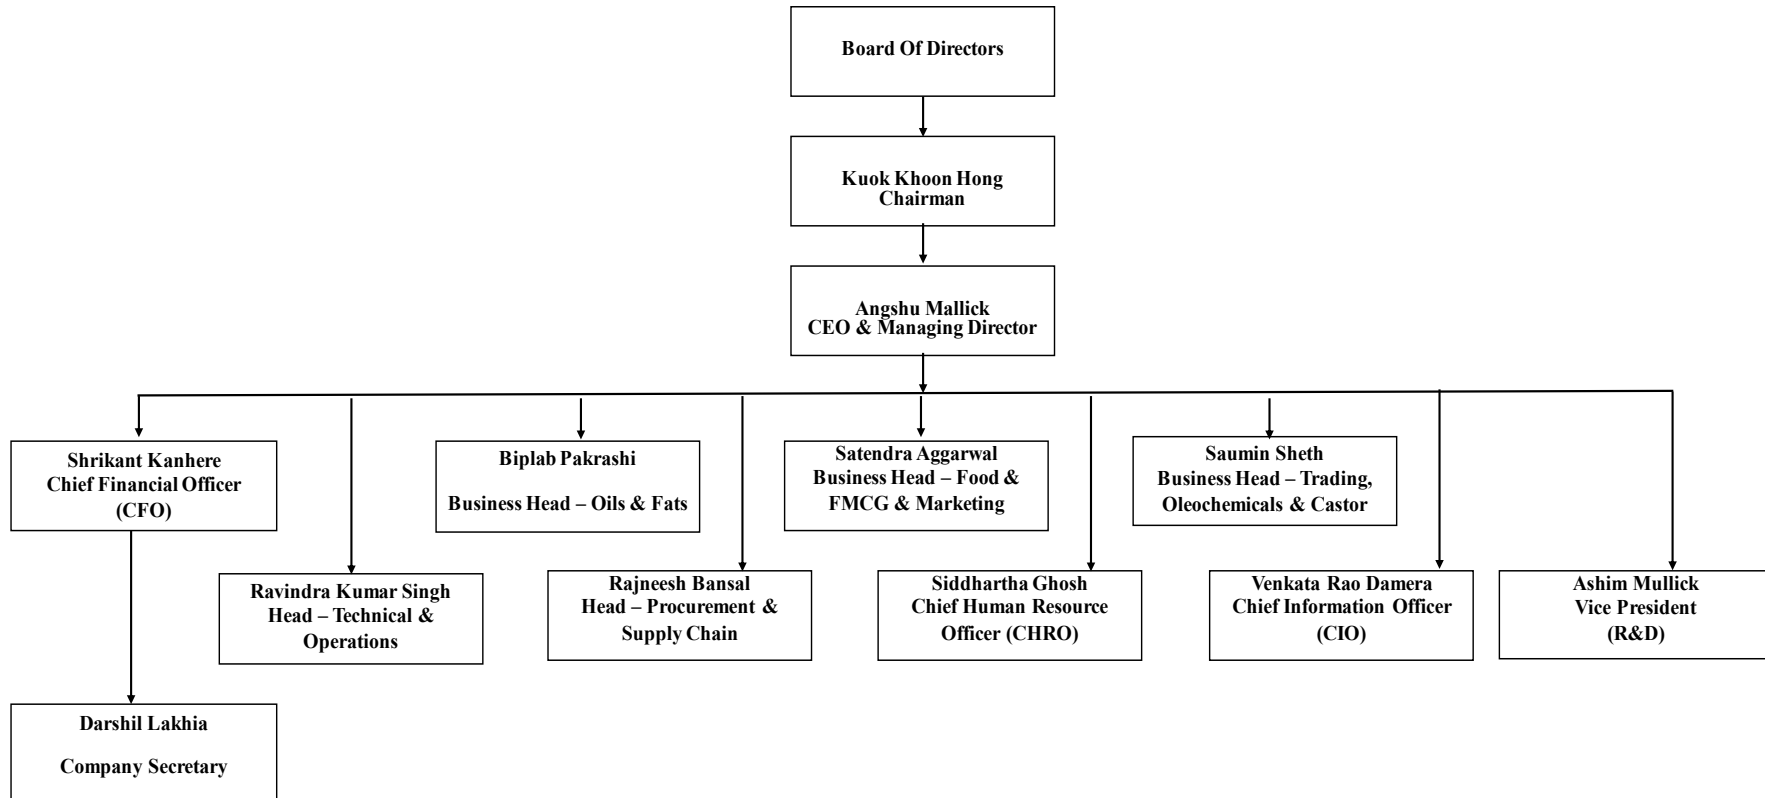 Board Of Directors
Kuok Khoon Hong
Chairman
Angshu Mallick
CEO & Managing Director
Shrikant Kanhere
Chief Financial Officer
(CFO)
Biplab Pakrashi
Business Head – Oils & Fats
Satendra Aggarwal
Business Head – Food &
FMCG & Marketing
Saumin Sheth
Business Head – Trading,
Oleochemicals & Castor
Ravindra Kumar Singh
Head – Technical &
Operations
Rajneesh Bansal
Head – Procurement &
Supply Chain
Siddhartha Ghosh
Chief Human Resource
Officer (CHRO)
Venkata Rao Damera
Chief Information Officer
(CIO)
Ashim Mullick
Vice President
(R&D)
Darshil Lakhia
Company Secretary